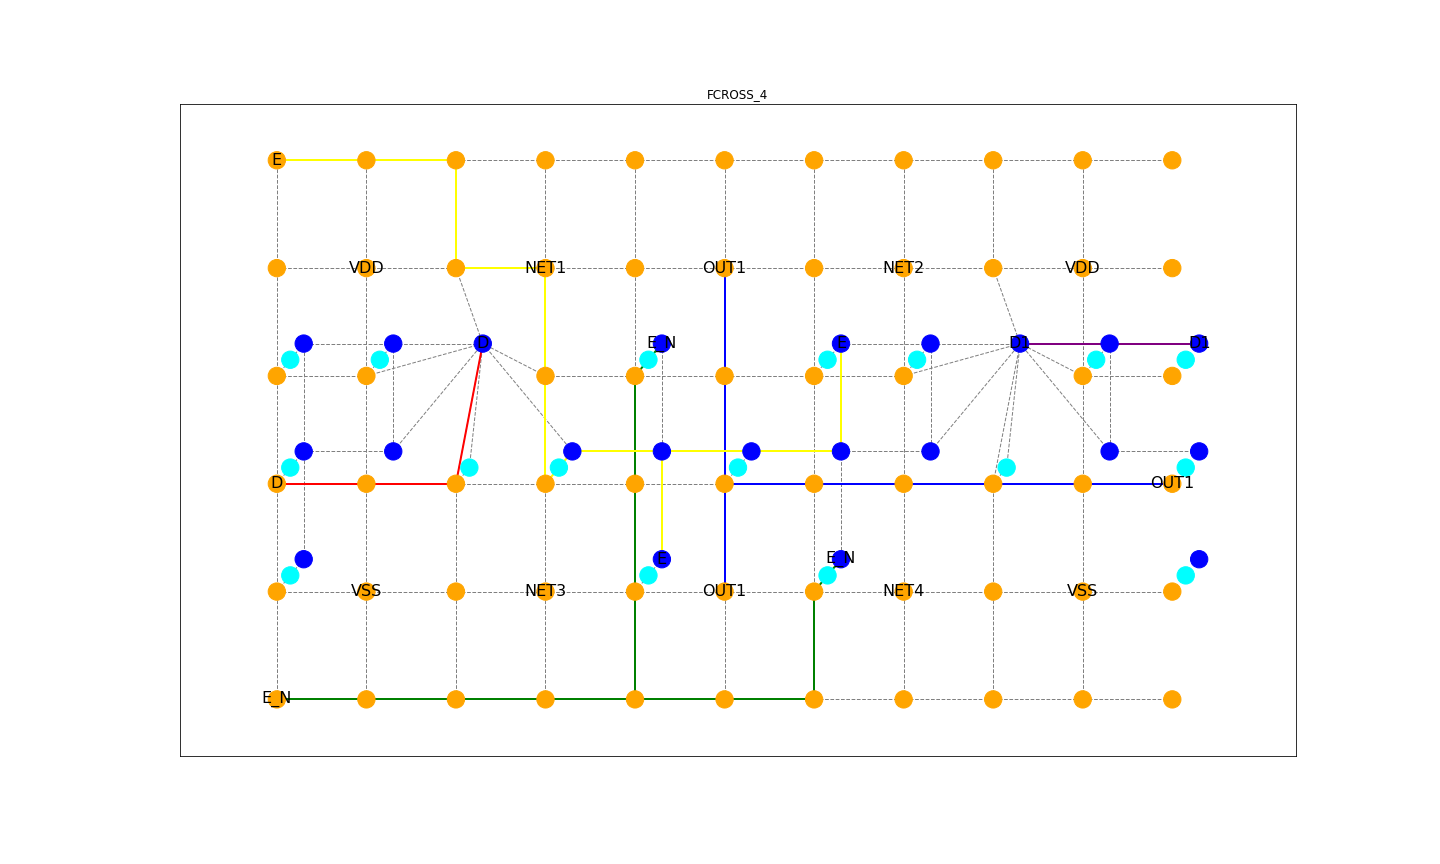 FCROSS_4
E
VDD NET1 OUT1 NET2 VDD
D E_N E D1 D1
D OUT1
E E_N
VSS NET3 OUT1 NET4 VSS
E_N